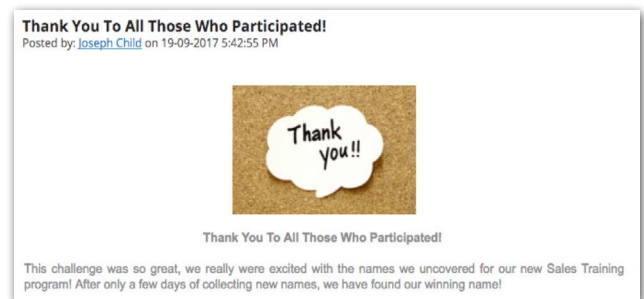 Thank You To All Those Who Participated!
Posted by: Joseph Child on 19-09-2017 5:42:55 PM
Thank
you!!
Thank You To All Those Who Participated!
This challenge was so great, we really were excited with the names we uncovered for our new Sales Training
program! After only a few days of collecting new names, we have found our winning name!